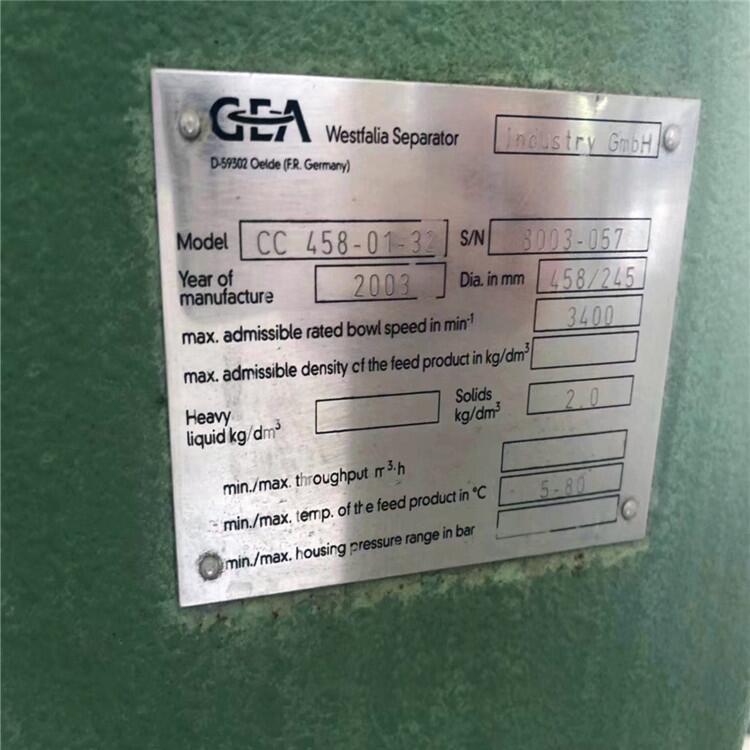 GEA Westfalia Separator Industry GmbH
D-59302 Oelde (F.R. Germany)
Model CC 458-01-32 S/N 8003-057
Year of manufacture 2003 Dia. in mm 458/245
max. admissible rated bowl speed in min-1 3400
max. admissible density of the feed product in kg/dm3
Heavy liquid kg/dm3 Solids kg/dm3 2.0
min./max. throughput m3.h
min./max. temp. of the feed product in °C 5-80
min./max. housing pressure range in bar